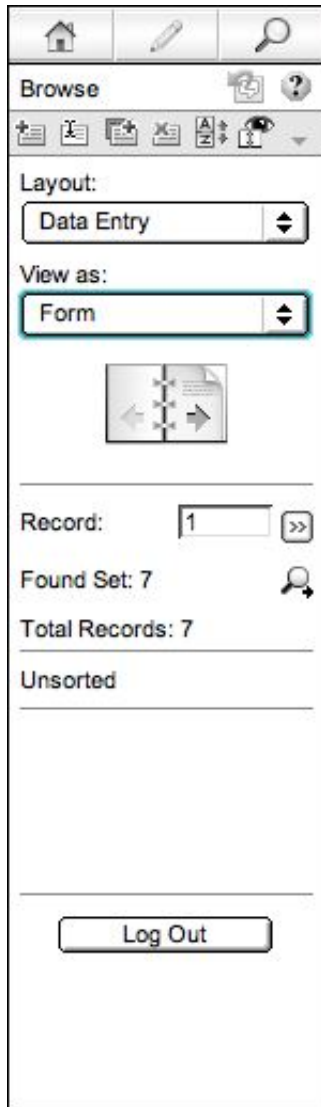 Browse
Layout:
Data Entry
View as:
Form
Record: 1
Found Set: 7
Total Records: 7
Unsorted
Log Out